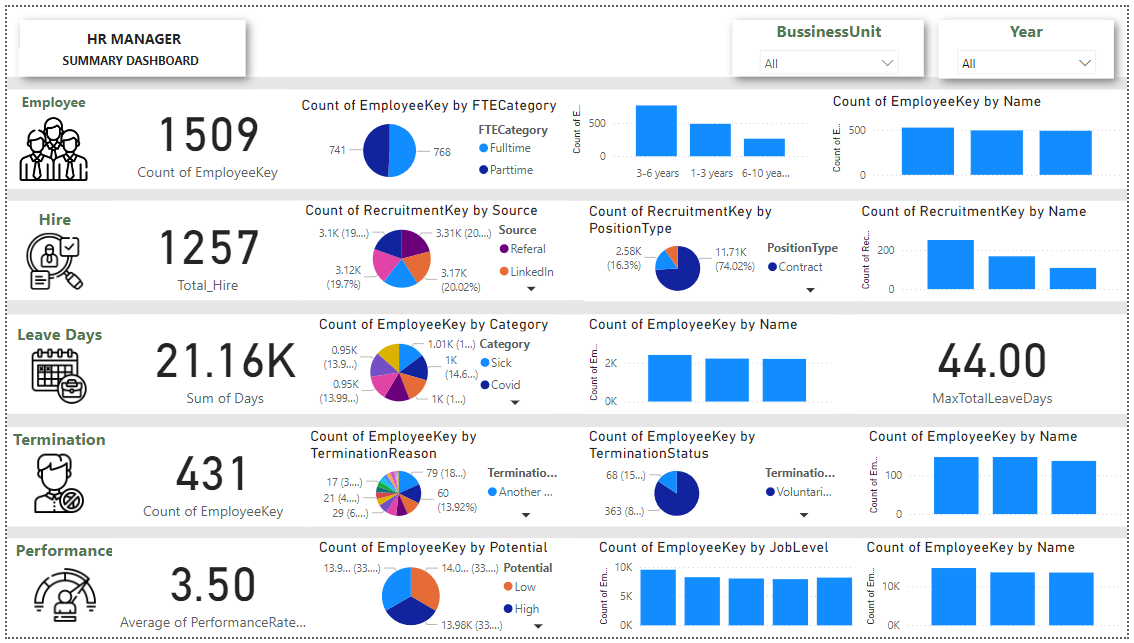 HR MANAGER
SUMMARY DASHBOARD
BussinessUnit
All
Year
All
Employee
1509
Count of EmployeeKey
Count of EmployeeKey by FTECategory
741
768
FTECategory
Fulltime
Parttime
Count of E...
500
0
3-6 years
1-3 years
6-10 yea...
Count of EmployeeKey by Name
Count of E...
500
0
Hire
1257
Total_Hire
Count of RecruitmentKey by Source
3.1K (19....)
3.31K (20....)
3.12K
(19.7%)
3.17K
(20.02%)
Source
Referal
LinkedIn
Count of RecruitmentKey by
PositionType
2.58K
(16.3%)
11.71K
(74.02%)
PositionType
Contract
Count of RecruitmentKey by Name
Count of Rec...
200
0
Leave Days
21.16K
Sum of Days
Count of EmployeeKey by Category
0.95K
(13.9...)
0.95K
(13.99...)
1.01K (1...)
1K
(14.6...)
1K (1...)
Category
Sick
Covid
Count of EmployeeKey by Name
Count of Em...
2K
0K
44.00
MaxTotalLeaveDays
Termination
431
Count of EmployeeKey
Count of EmployeeKey by
TerminationReason
17 (3....)
21 (4....)
29 (6....)
79 (18...)
60
(13.92%)
Terminatio...
Another ...
Count of EmployeeKey by
TerminationStatus
68 (15...)
363 (8...)
Terminatio...
Voluntari...
Count of EmployeeKey by Name
Count of Em...
100
0
Performance
3.50
Average of PerformanceRate...
Count of EmployeeKey by Potential
13.9... (33....)
14.0... (33....)
13.98K (33....)
Potential
Low
High
Count of EmployeeKey by JobLevel
Count of Em...
10K
5K
0K
Count of EmployeeKey by Name
Count of Em...
10K
0K